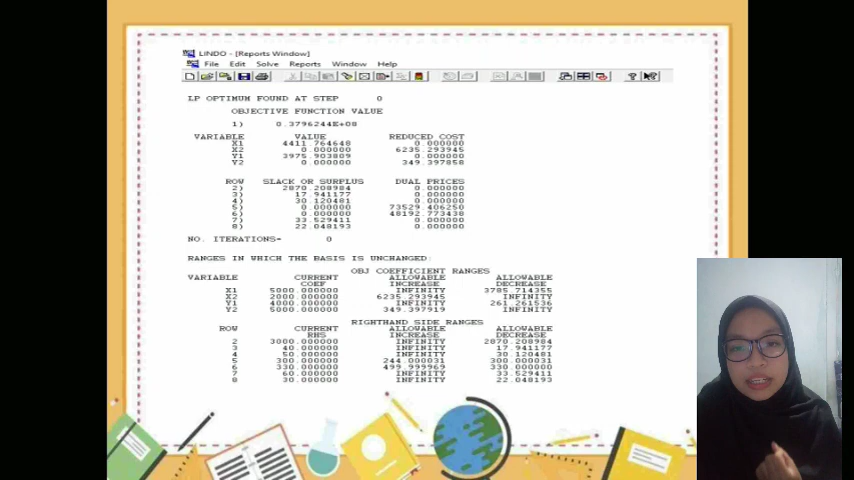 LINDO - [Reports Window]
File Edit Solve Reports Window Help
LP OPTIMUM FOUND AT STEP 0
OBJECTIVE FUNCTION VALUE
1) 0.3796244E+08
VARIABLE VALUE REDUCED COST
X1 4411.764648 0.000000
X2 0.000000 6235.293945
Y1 3975.903809 0.000000
Y2 0.000000 349.397858
ROW SLACK OR SURPLUS DUAL PRICES
2) 2870.208984 0.000000
3) 17.941177 0.000000
4) 30.120481 0.000000
5) 0.000000 73529.406250
6) 0.000000 48192.773438
7) 33.529411 0.000000
8) 22.048193 0.000000
NO. ITERATIONS= 0
RANGES IN WHICH THE BASIS IS UNCHANGED:
OBJ COEFFICIENT RANGES
VARIABLE CURRENT ALLOWABLE ALLOWABLE
COEF INCREASE DECREASE
X1 5000.000000 INFINITY 3785.714355
X2 2000.000000 6235.293945 INFINITY
Y1 4000.000000 INFINITY 261.261536
Y2 5000.000000 349.397919 INFINITY
RIGHTHAND SIDE RANGES
ROW CURRENT ALLOWABLE ALLOWABLE
RHS INCREASE DECREASE
2 3000.000000 INFINITY 2870.208984
3 40.000000 INFINITY 17.941177
4 50.000000 INFINITY 30.120481
5 300.000000 244.000031 300.000031
6 330.000000 499.999969 330.000000
7 60.000000 INFINITY 33.529411
8 30.000000 INFINITY 22.048193